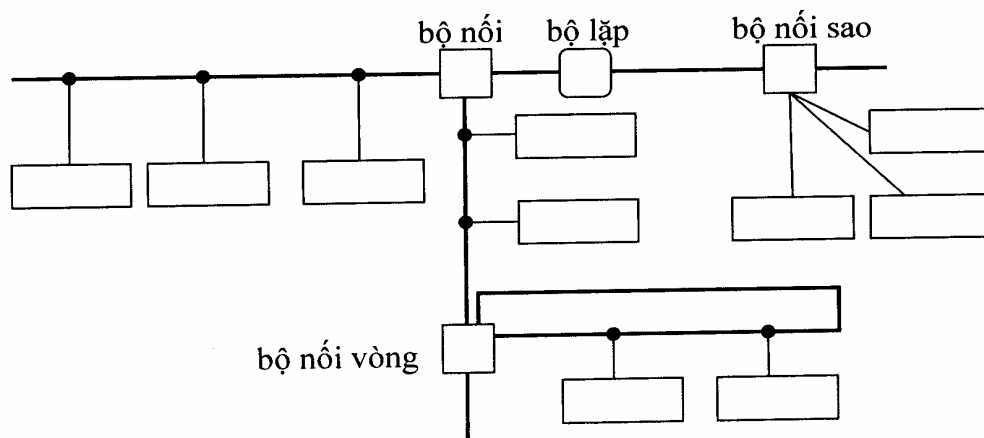 bộ nối
bộ lặp
bộ nối sao
bộ nối vòng